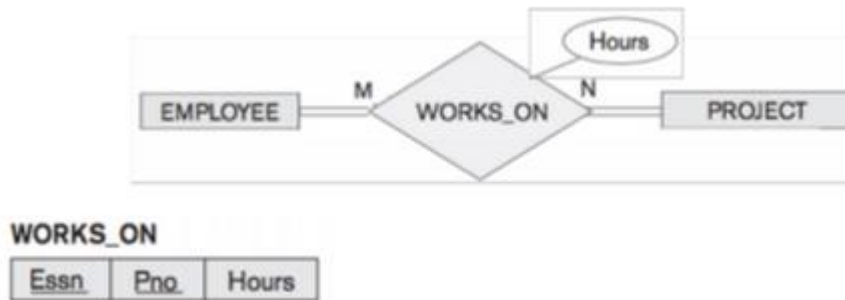 Hours
M
N
EMPLOYEE
WORKS_ON
PROJECT
WORKS_ON
Essn Pno Hours